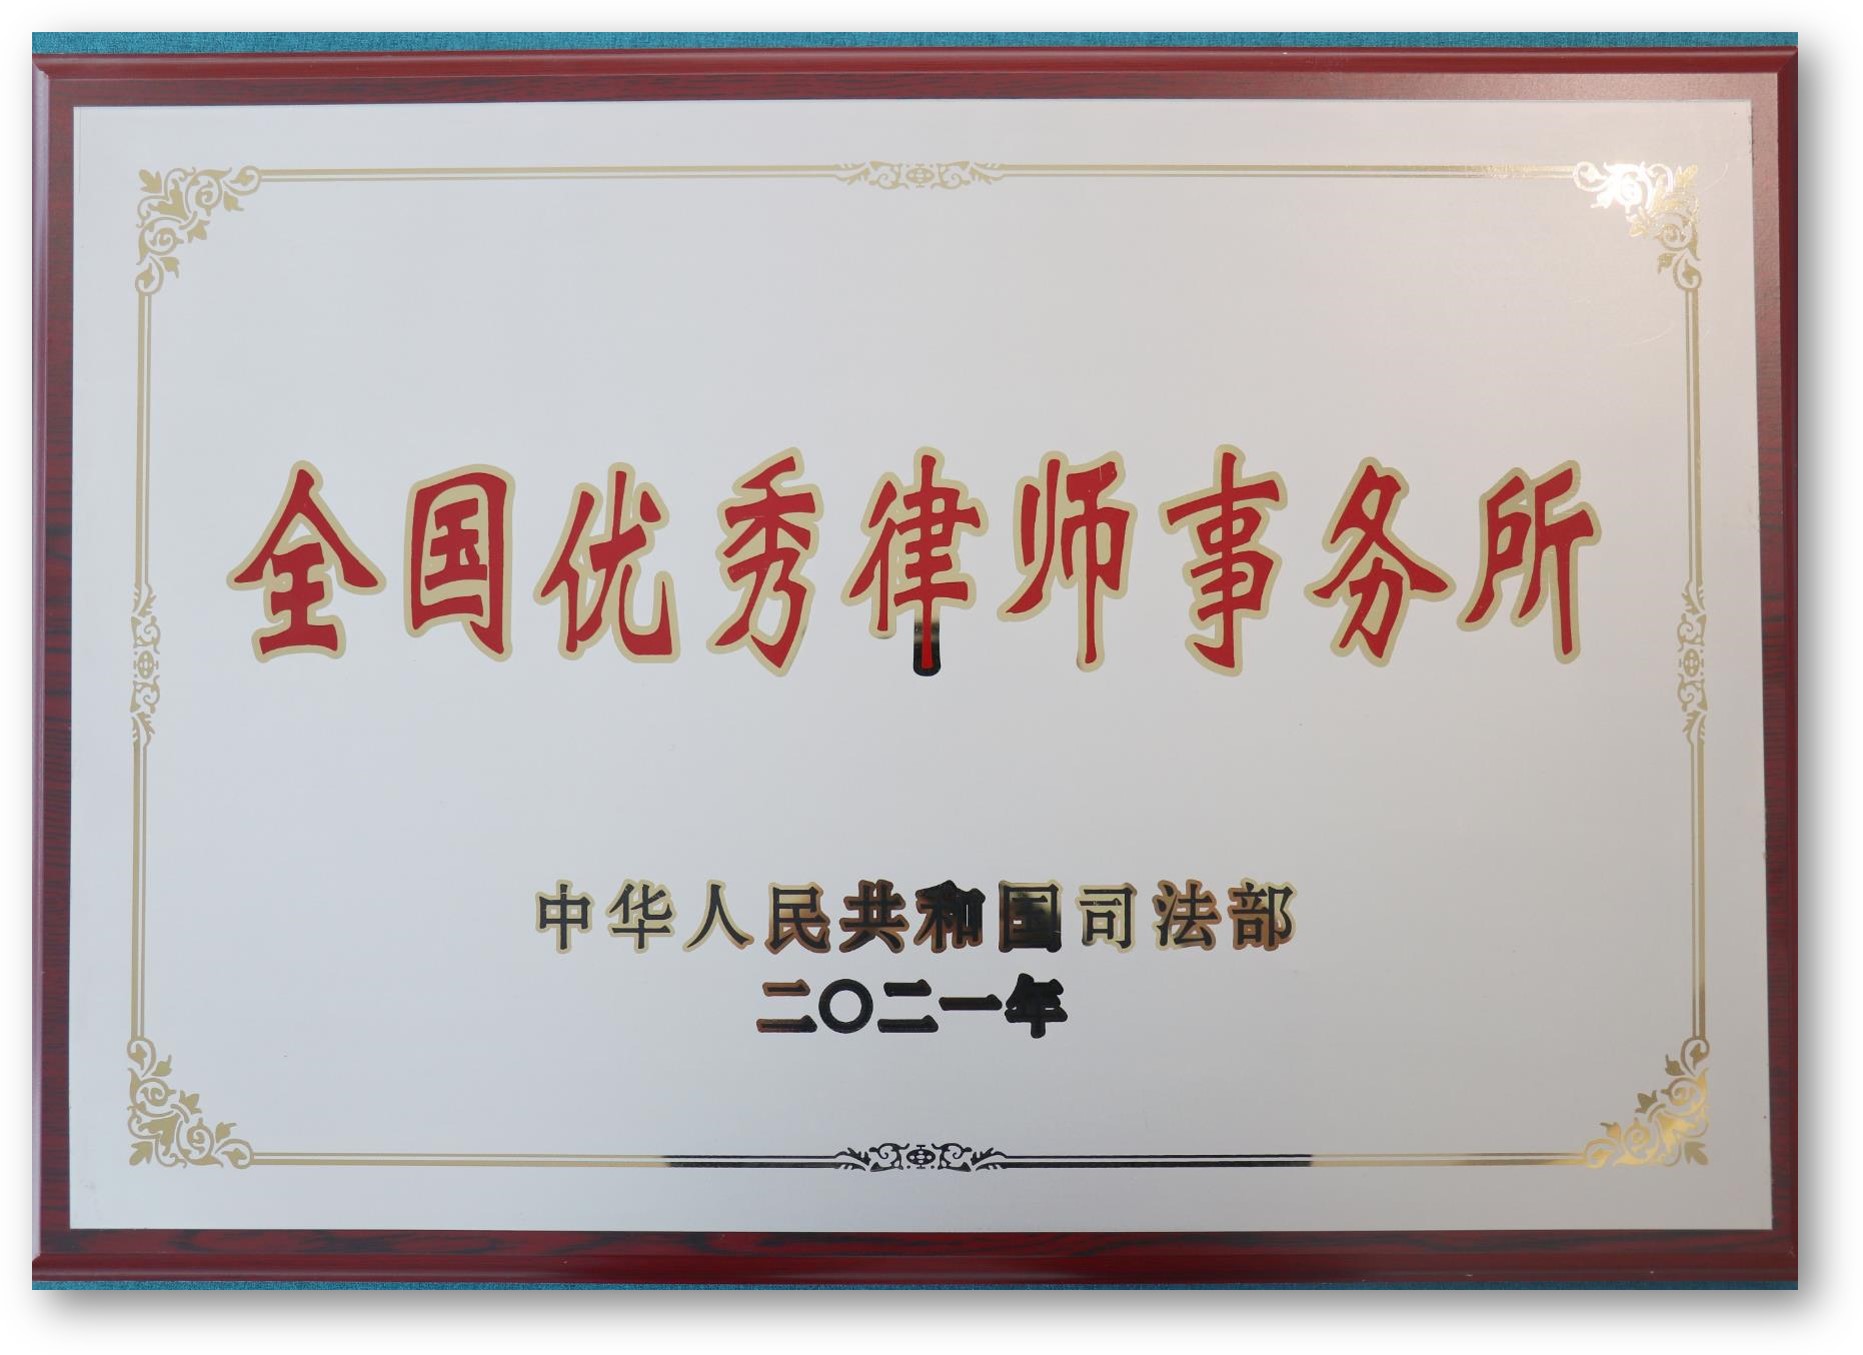 全国优秀律师事务所
中华人民共和国司法部
二〇二一年